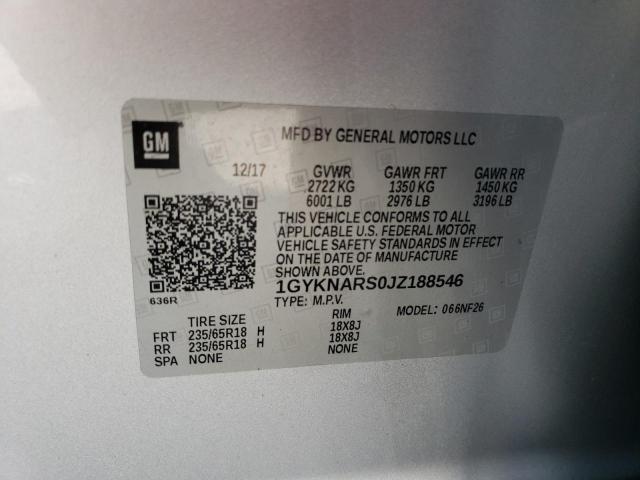 GM
MFD BY GENERAL MOTORS LLC
12/17 GVWR GAWR FRT GAWR RR
2722 KG 1350 KG 1450 KG
6001 LB 2976 LB 3196 LB
THIS VEHICLE CONFORMS TO ALL
APPLICABLE U.S. FEDERAL MOTOR
VEHICLE SAFETY STANDARDS IN EFFECT
ON THE DATE OF MANUFACTURE
SHOWN ABOVE.
1GYKNARS0JZ188546
636R
TYPE: M.P.V. MODEL: 066NF26
TIRE SIZE RIM
FRT 235/65R18 H 18X8J
RR 235/65R18 H 18X8J
SPA NONE NONE